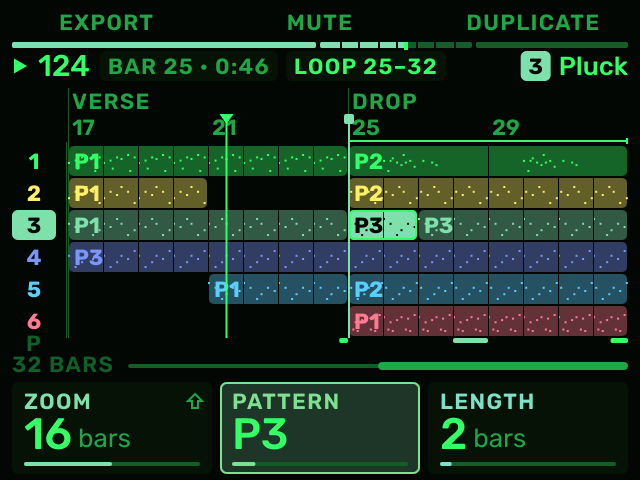 EXPORT MUTE DUPLICATE
124 BAR 25 • 0:46 LOOP 25–32 3 Pluck
VERSE DROP
17 21 25 29
1 P1 P2
2 P1 P2
3 P1 P3 P3
4 P3
5 P1 P2
6 P1
P
32 BARS
ZOOM PATTERN LENGTH
16 bars P3 2 bars